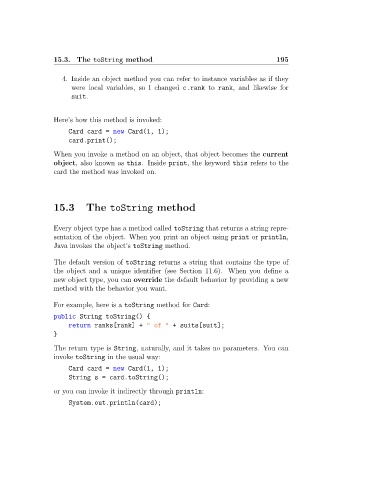 15.3. The toString method 195
4. Inside an object method you can refer to instance variables as if they
were local variables, so I changed c.rank to rank, and likewise for
suit.
Here's how this method is invoked:
Card card = new Card(1, 1);
card.print();
When you invoke a method on an object, that object becomes the current
object, also known as this. Inside print, the keyword this refers to the
card the method was invoked on.
15.3 The toString method
Every object type has a method called toString that returns a string repre-
sentation of the object. When you print an object using print or println,
Java invokes the object's toString method.
The default version of toString returns a string that contains the type of
the object and a unique identifier (see Section 11.6). When you define a
new object type, you can override the default behavior by providing a new
method with the behavior you want.
For example, here is a toString method for Card:
public String toString() {
return ranks[rank] + " of " + suits[suit];
}
The return type is String, naturally, and it takes no parameters. You can
invoke toString in the usual way:
Card card = new Card(1, 1);
String s = card.toString();
or you can invoke it indirectly through println:
System.out.println(card);